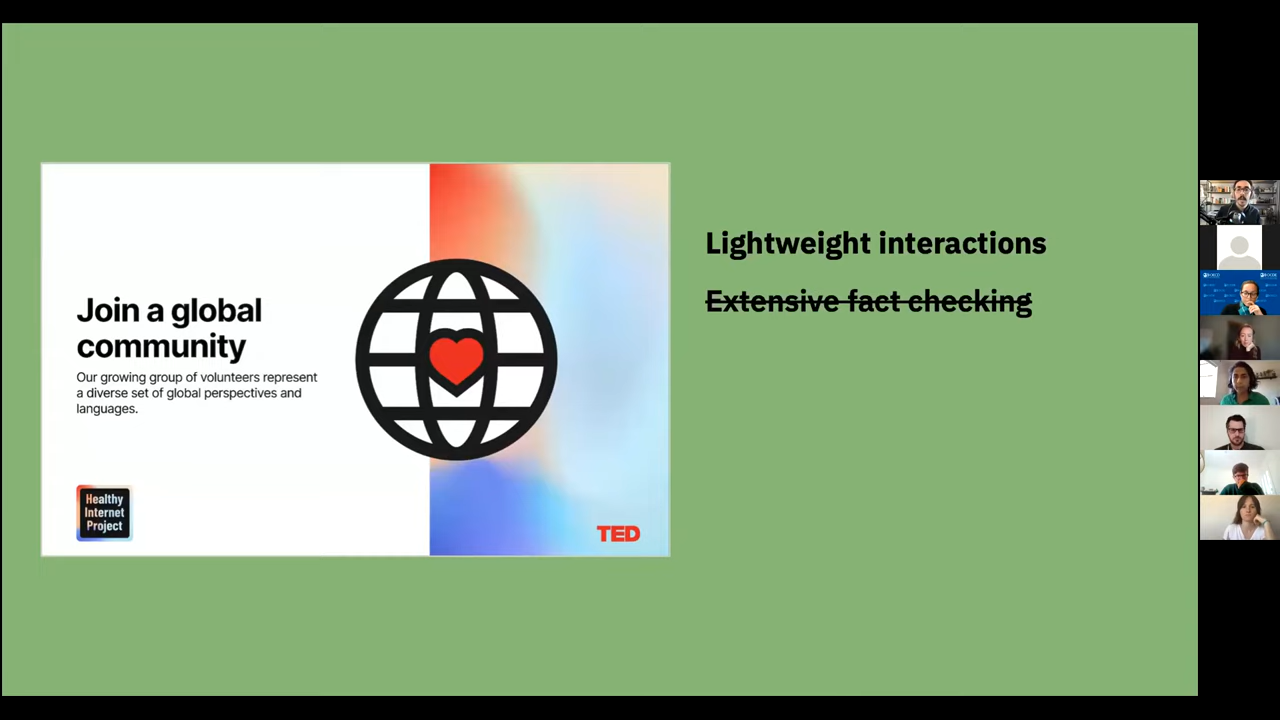 Join a global
community
Our growing group of volunteers represent
a diverse set of global perspectives and
languages.
Healthy
Internet
Project
TED
Lightweight interactions
Extensive fact checking